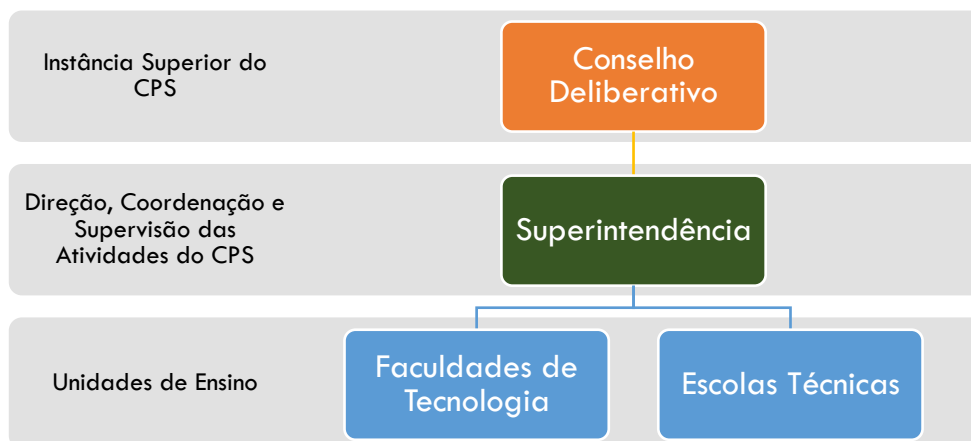 Instância Superior do
CPS
Conselho
Deliberativo
Direção, Coordenação e
Supervisão das
Atividades do CPS
Superintendência
Unidades de Ensino
Faculdades de
Tecnologia
Escolas Técnicas